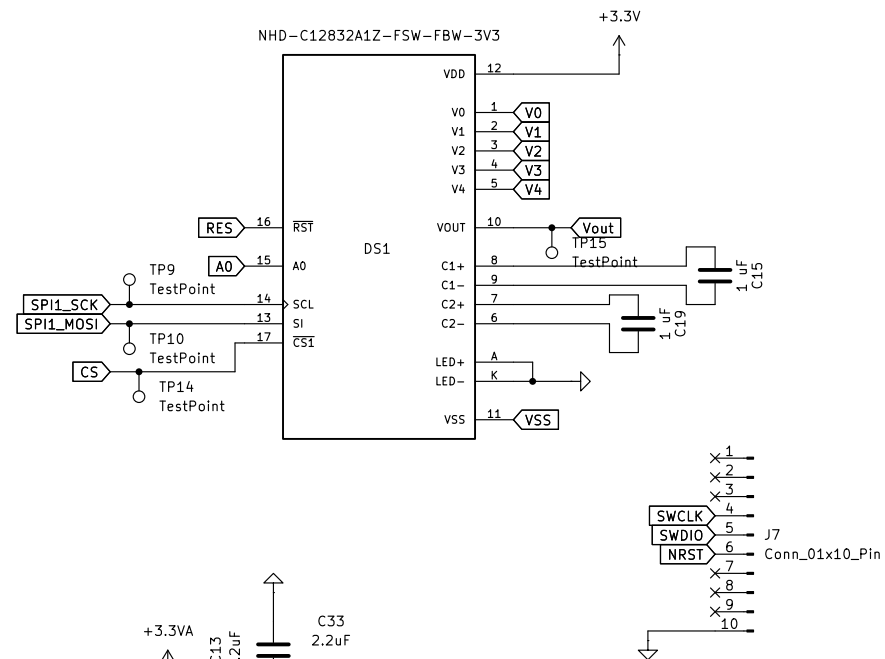 +3.3V
NHD-C12832A1Z-FSW-FBW-3V3
VDD 12
V0 1 V0
V1 2 V1
V2 3 V2
V3 4 V3
V4 5 V4
RES 16 RST
VOUT 10 Vout
DS1
TP15
TestPoint
A0 15 A0
C1+ 8
C1- 9
1 uF
C15
TP9
TestPoint
SPI1_SCK 14 SCL
C2+ 7
SPI1_MOSI 13 SI
C2- 6
1 uF
C19
TP10
TestPoint
17 CS1
CS
LED+ A
LED- K
TP14
TestPoint
VSS 11 VSS
1
2
3
SWCLK 4
SWDIO 5
J7
NRST 6
Conn_01x10_Pin
7
8
9
10
C33
2.2uF
+3.3VA
C13